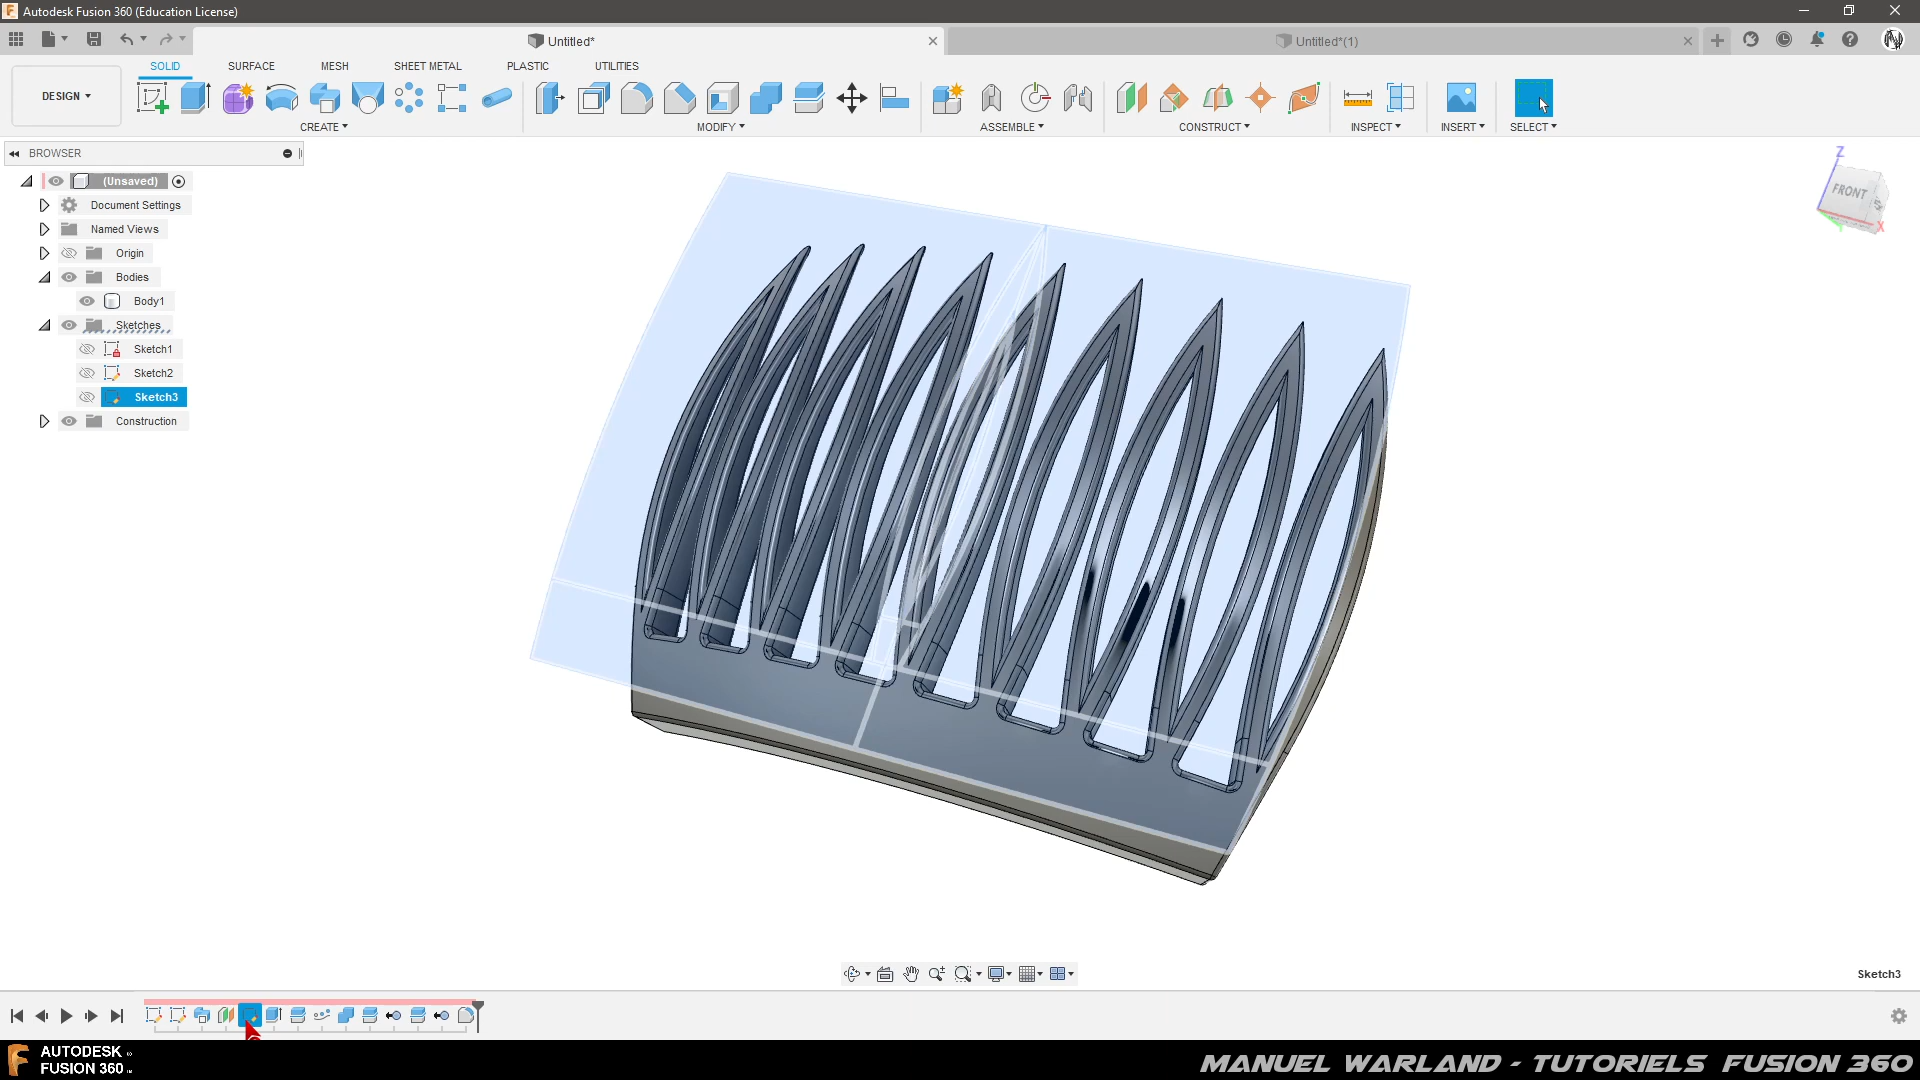 Autodesk Fusion 360 (Education License)
Untitled*
Untitled*(1)
SOLID
SURFACE
MESH
SHEET METAL
PLASTIC
UTILITIES
DESIGN
CREATE
MODIFY
ASSEMBLE
CONSTRUCT
INSPECT
INSERT
SELECT
BROWSER
(Unsaved)
Document Settings
Named Views
Origin
Bodies
Body1
Sketches
Sketch1
Sketch2
Sketch3
Construction
Z
FRONT
X
Sketch3
AUTODESK
FUSION 360
MANUEL WARLAND - TUTORIELS FUSION 360